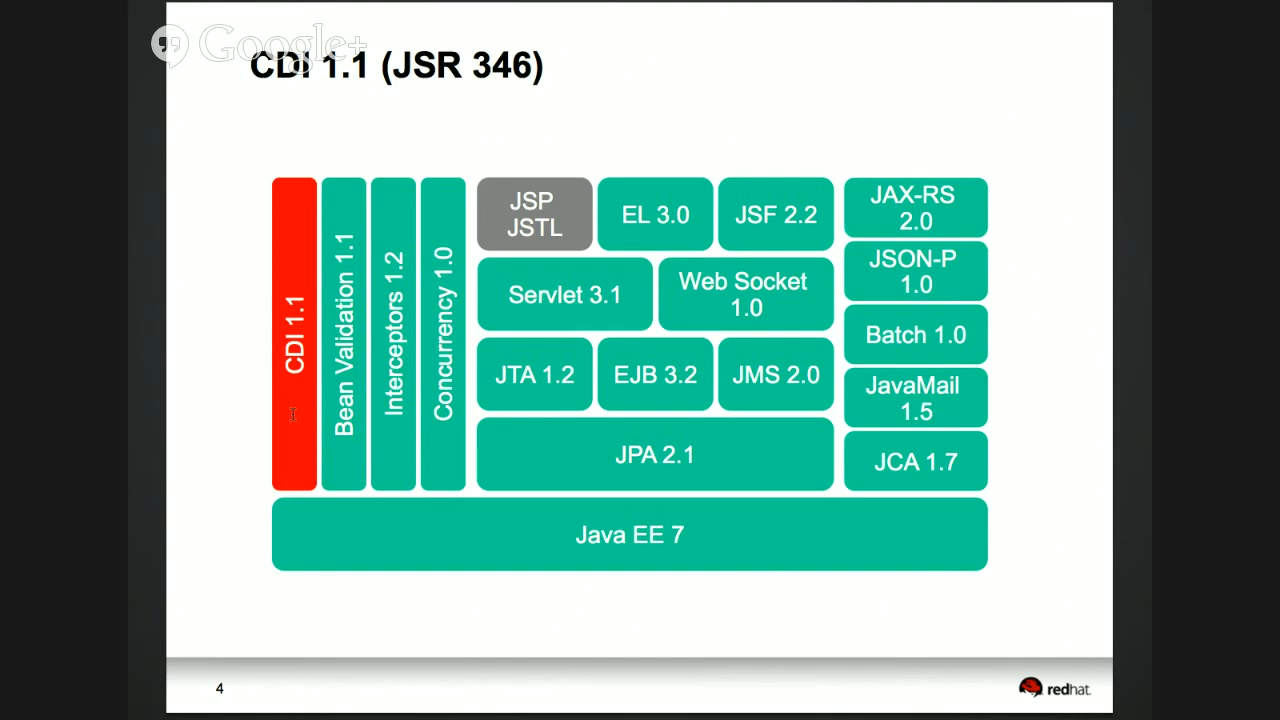 Google+
CDI 1.1 (JSR 346)
CDI 1.1
Bean Validation 1.1
Interceptors 1.2
Concurrency 1.0
JSP
JSTL
EL 3.0
JSF 2.2
Servlet 3.1
Web Socket
1.0
JTA 1.2
EJB 3.2
JMS 2.0
JPA 2.1
JAX-RS
2.0
JSON-P
1.0
Batch 1.0
JavaMail
1.5
JCA 1.7
Java EE 7
4
redhat.